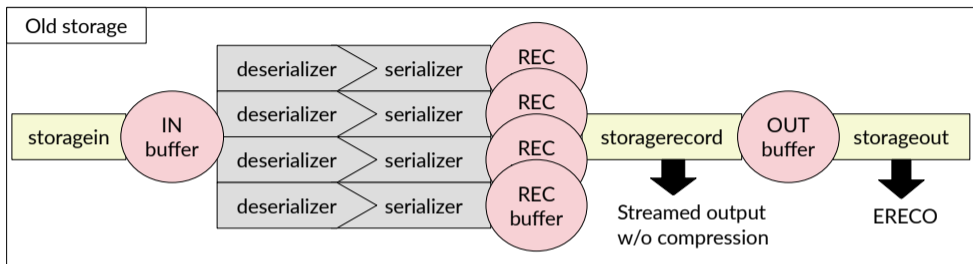 Old storage
storagein
IN
buffer
deserializer
serializer
REC
deserializer
serializer
REC
deserializer
serializer
REC
deserializer
serializer
REC
buffer
storagerecord
Streamed output
w/o compression
OUT
buffer
storageout
ERECO